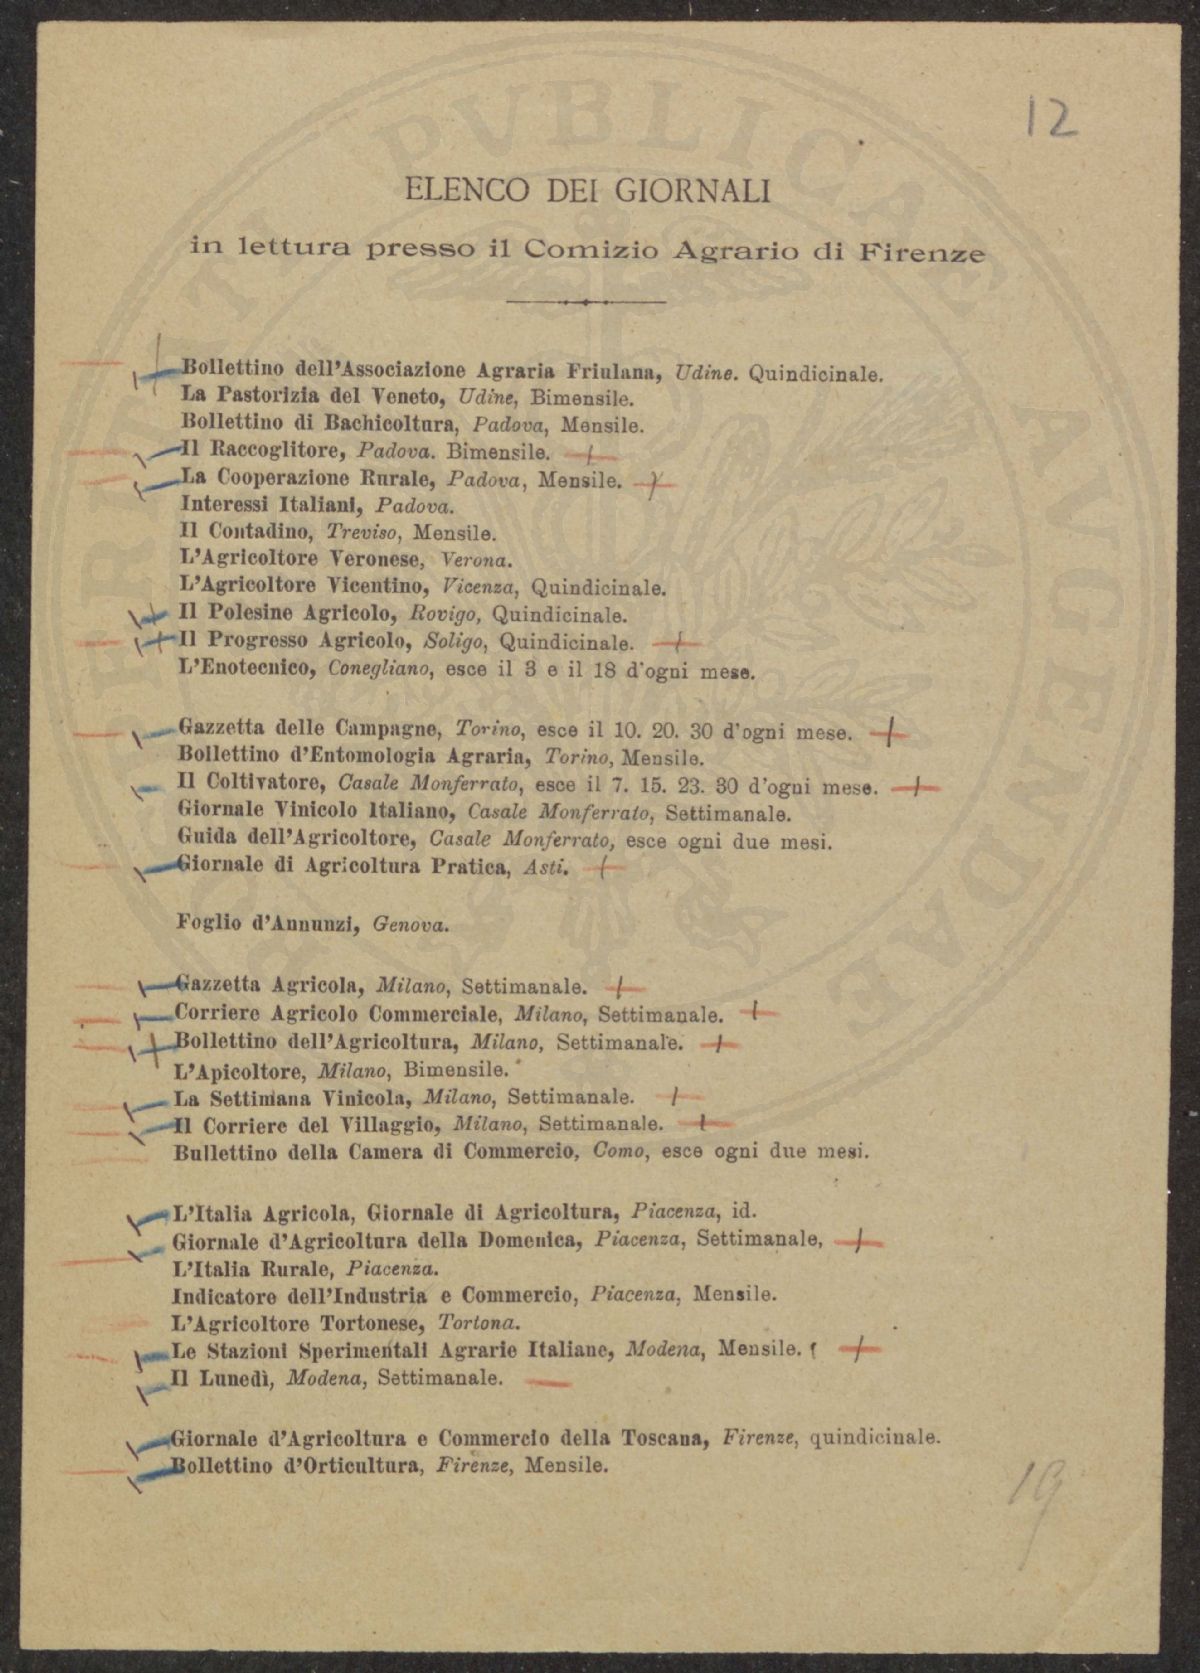 12
ELENCO DEI GIORNALI
in lettura presso il Comizio Agrario di Firenze
Bollettino dell'Associazione Agraria Friulana, Udine. Quindicinale.
La Pastorizia del Veneto, Udine, Bimensile.
Bollettino di Bachicoltura, Padova, Mensile.
Il Raccoglitore, Padova. Bimensile.
La Cooperazione Rurale, Padova, Mensile.
Interessi Italiani, Padova.
Il Contadino, Treviso, Mensile.
L'Agricoltore Veronese, Verona.
L'Agricoltore Vicentino, Vicenza, Quindicinale.
Il Polesine Agricolo, Rovigo, Quindicinale.
Il Progresso Agricolo, Soligo, Quindicinale.
L'Enotecnico, Conegliano, esce il 3 e il 18 d'ogni mese.
Gazzetta delle Campagne, Torino, esce il 10. 20. 30 d'ogni mese.
Bollettino d'Entomologia Agraria, Torino, Mensile.
Il Coltivatore, Casale Monferrato, esce il 7. 15. 23. 30 d'ogni mese.
Giornale Vinicolo Italiano, Casale Monferrato, Settimanale.
Guida dell'Agricoltore, Casale Monferrato, esce ogni due mesi.
Giornale di Agricoltura Pratica, Asti.
Foglio d'Annunzi, Genova.
Gazzetta Agricola, Milano, Settimanale.
Corriere Agricolo Commerciale, Milano, Settimanale.
Bollettino dell'Agricoltura, Milano, Settimanale.
L'Apicoltore, Milano, Bimensile.
La Settimana Vinicola, Milano, Settimanale.
Il Corriere del Villaggio, Milano, Settimanale.
Bullettino della Camera di Commercio, Como, esce ogni due mesi.
L'Italia Agricola, Giornale di Agricoltura, Piacenza, id.
Giornale d'Agricoltura della Domenica, Piacenza, Settimanale,
L'Italia Rurale, Piacenza.
Indicatore dell'Industria e Commercio, Piacenza, Mensile.
L'Agricoltore Tortonese, Tortona.
Le Stazioni Sperimentali Agrarie Italiane, Modena, Mensile.
Il Lunedì, Modena, Settimanale.
Giornale d'Agricoltura e Commercio della Toscana, Firenze, quindicinale.
Bollettino d'Orticultura, Firenze, Mensile.
19